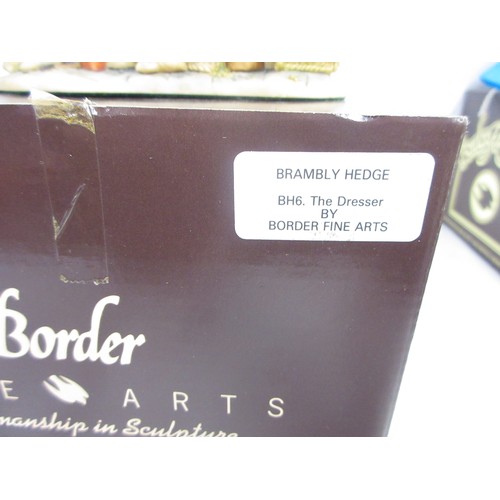 BRAMBLY HEDGE
BH6. The Dresser
BY
BORDER FINE ARTS
Border
E ARTS
manship in Sculpture